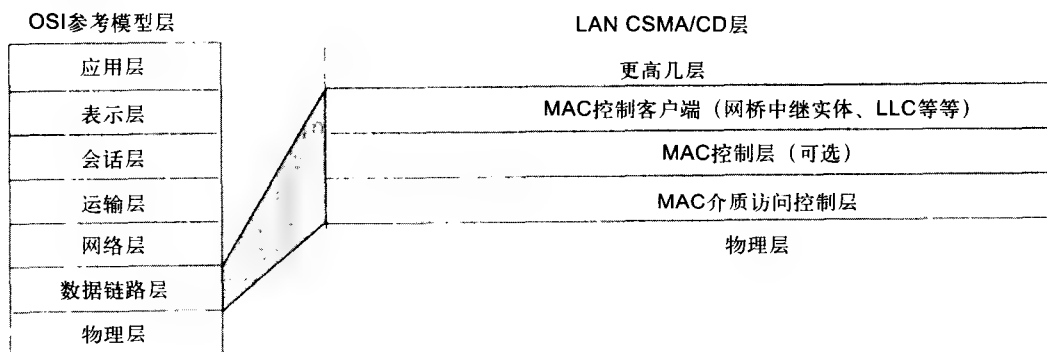 OSI参考模型层
LAN CSMA/CD层
应用层
表示层
会话层
运输层
网络层
数据链路层
物理层
更高几层
MAC控制客户端（网桥中继实体、LLC等等）
MAC控制层（可选）
MAC介质访问控制层
物理层